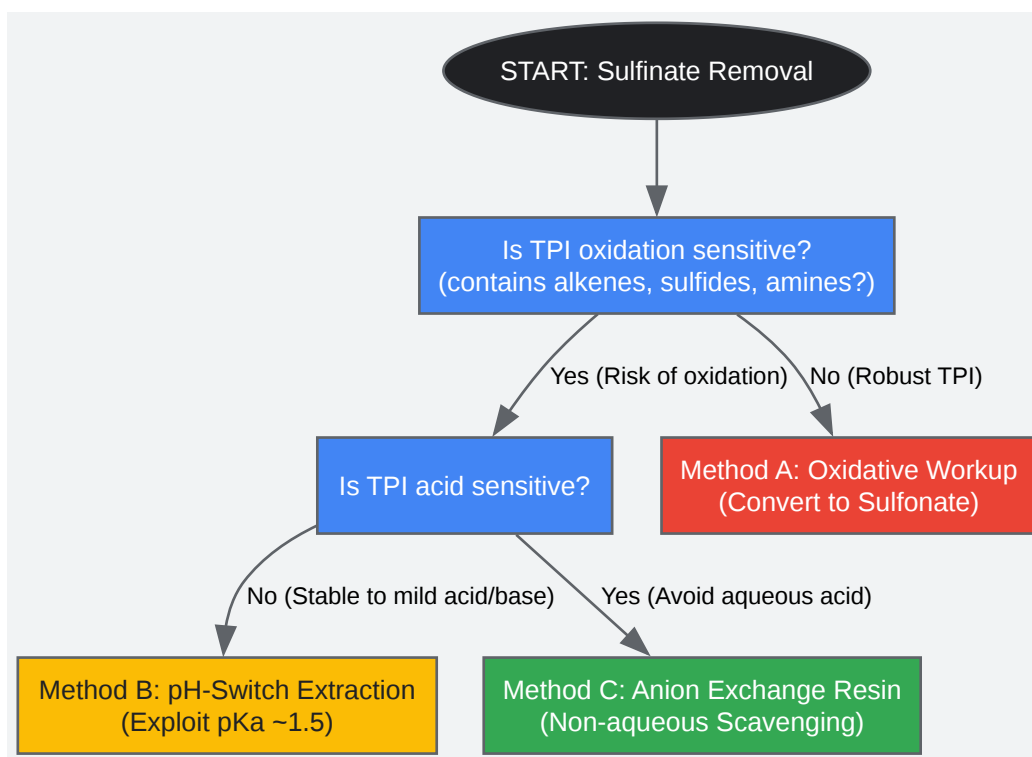 START: Sulfinate Removal
Is TPI oxidation sensitive?
(contains alkenes, sulfides, amines?)
Yes (Risk of oxidation)
No (Robust TPI)
Is TPI acid sensitive?
Method A: Oxidative Workup
(Convert to Sulfonate)
No (Stable to mild acid/base)
Yes (Avoid aqueous acid)
Method B: pH-Switch Extraction
(Exploit pKa ~1.5)
Method C: Anion Exchange Resin
(Non-aqueous Scavenging)